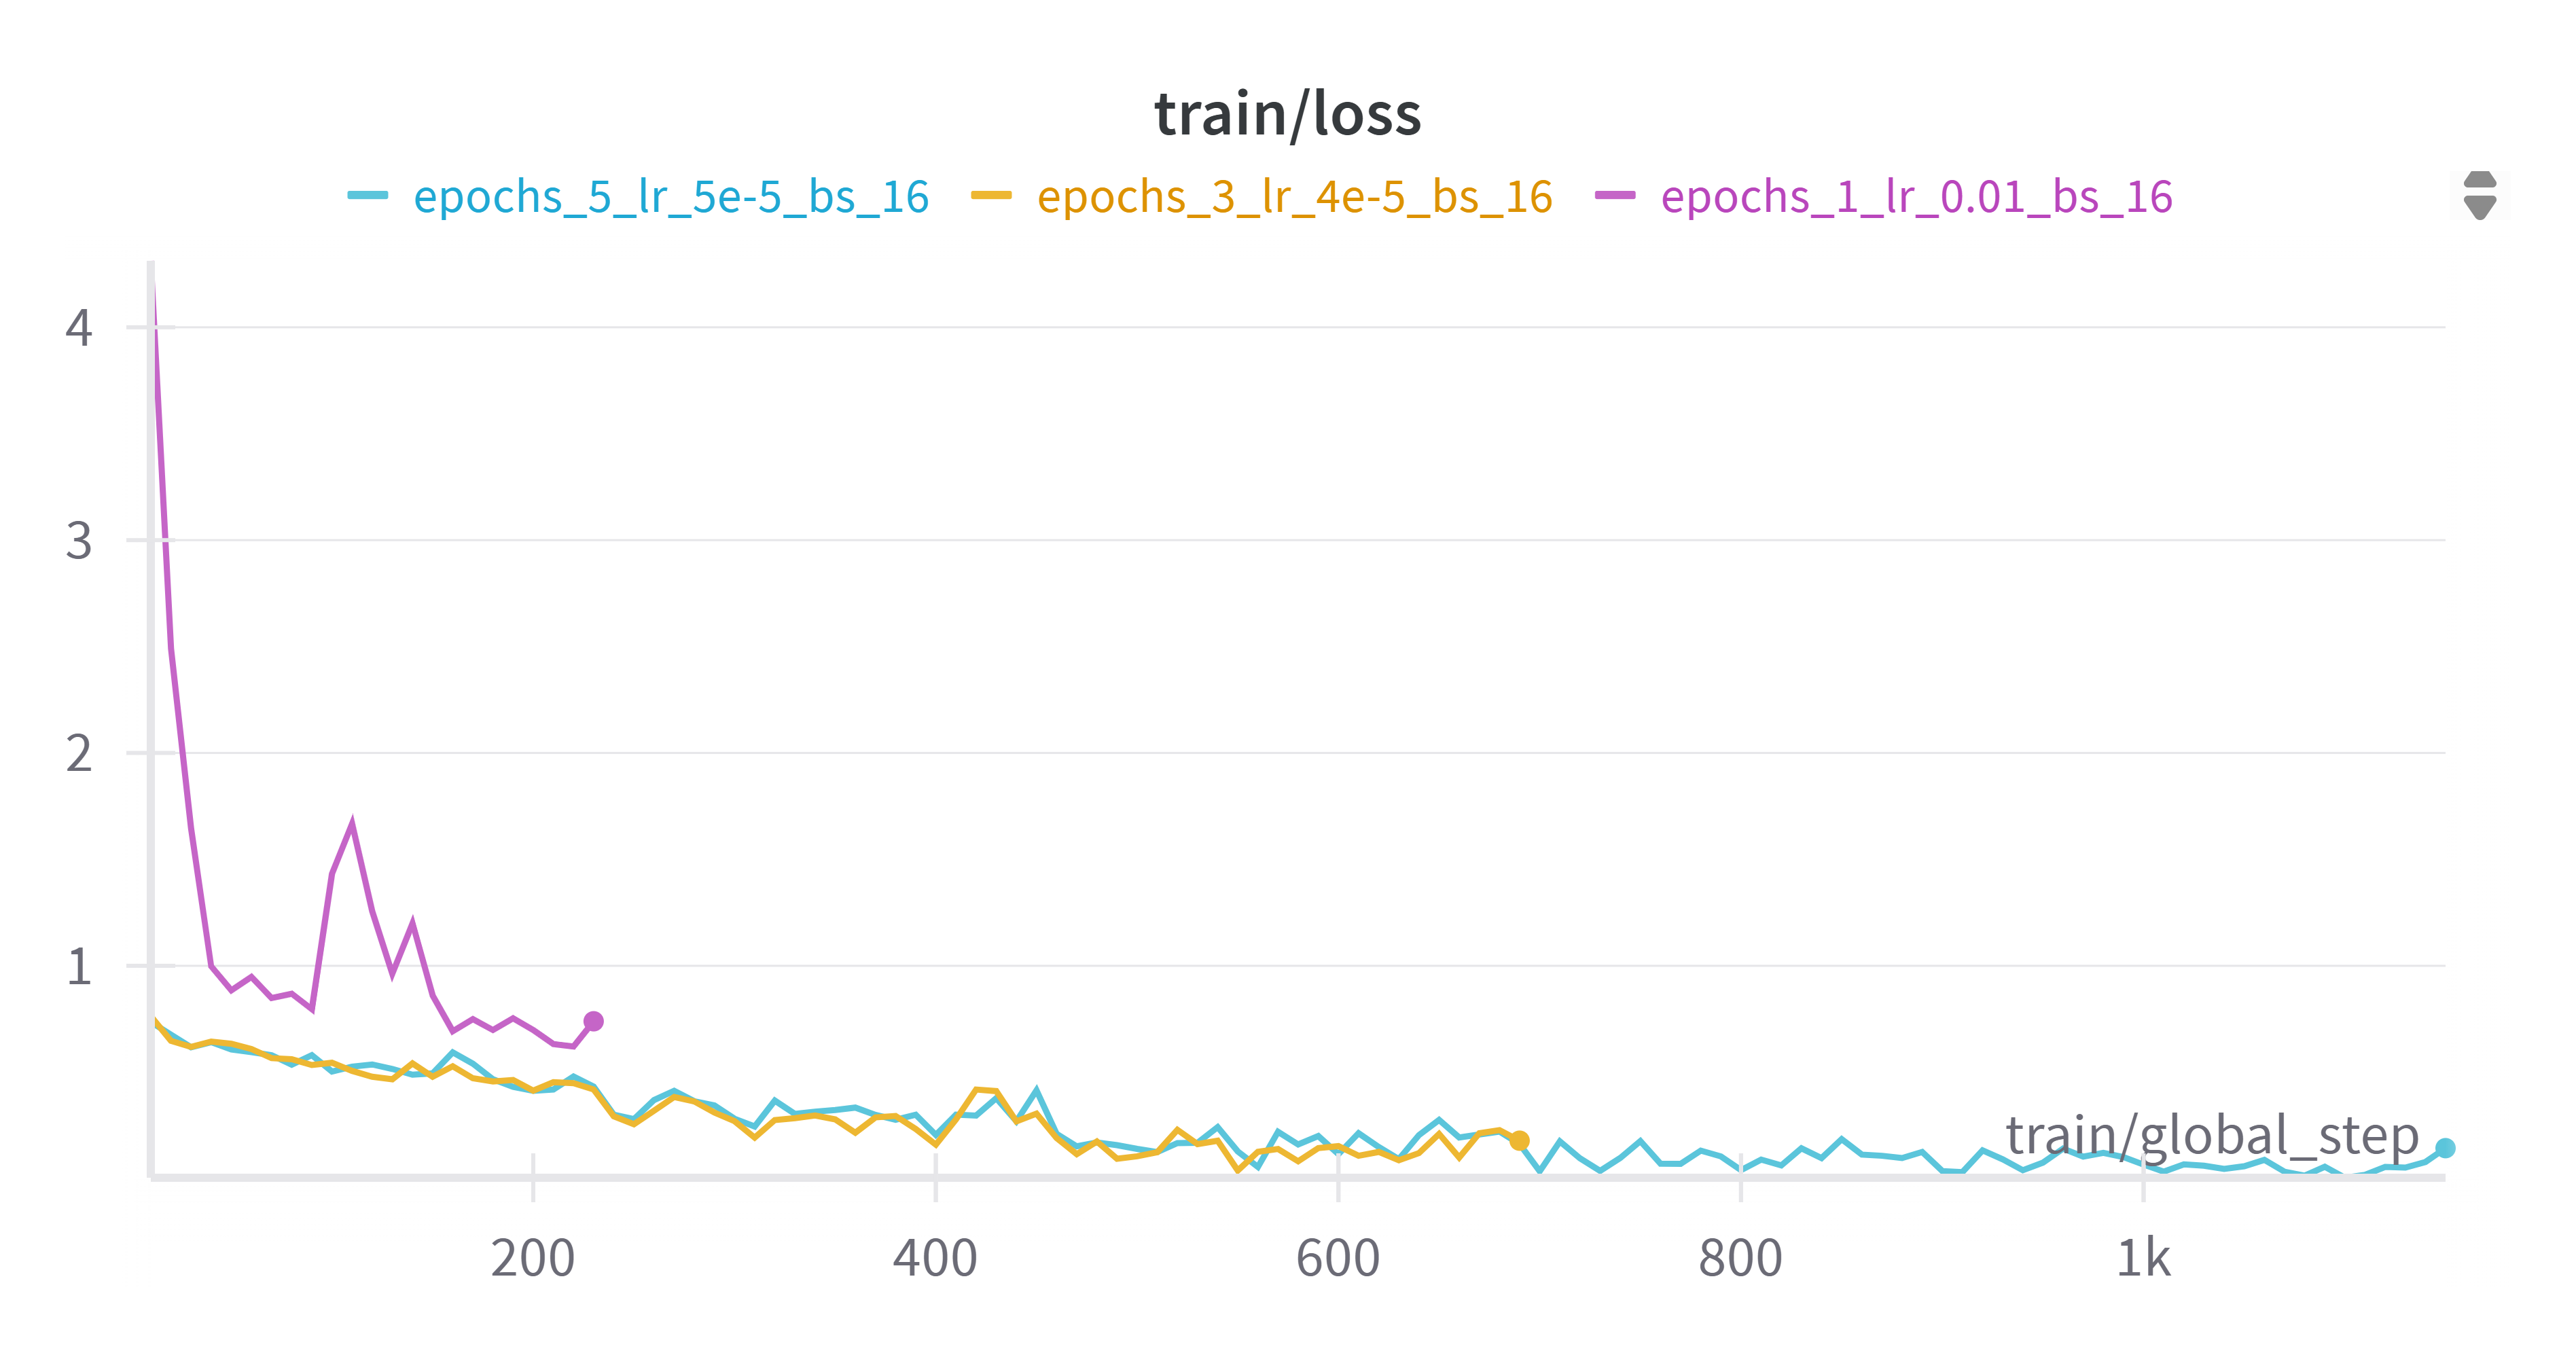 train/loss
epochs_5_lr_5e-5_bs_16 epochs_3_lr_4e-5_bs_16 epochs_1_lr_0.01_bs_16
4
3
2
1
train/global_step
200 400 600 800 1k